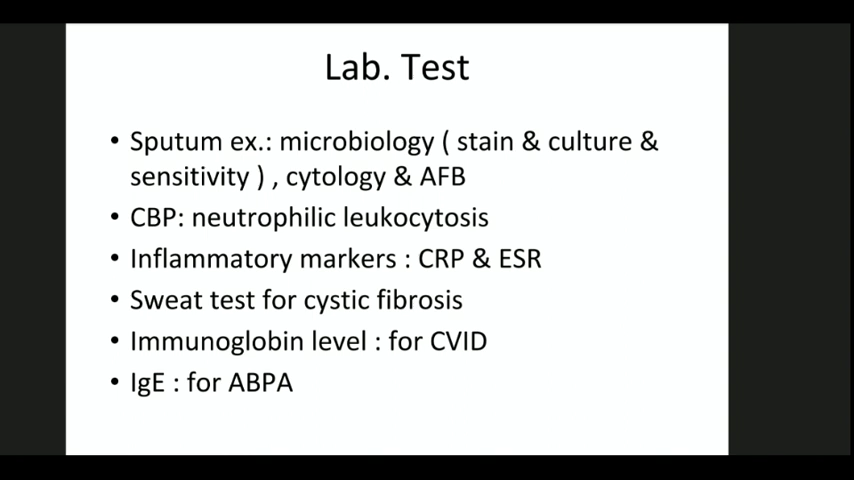 Lab. Test
• Sputum ex.: microbiology ( stain & culture &
sensitivity ) , cytology & AFB
• CBP: neutrophilic leukocytosis
• Inflammatory markers : CRP & ESR
• Sweat test for cystic fibrosis
• Immunoglobin level : for CVID
• IgE : for ABPA